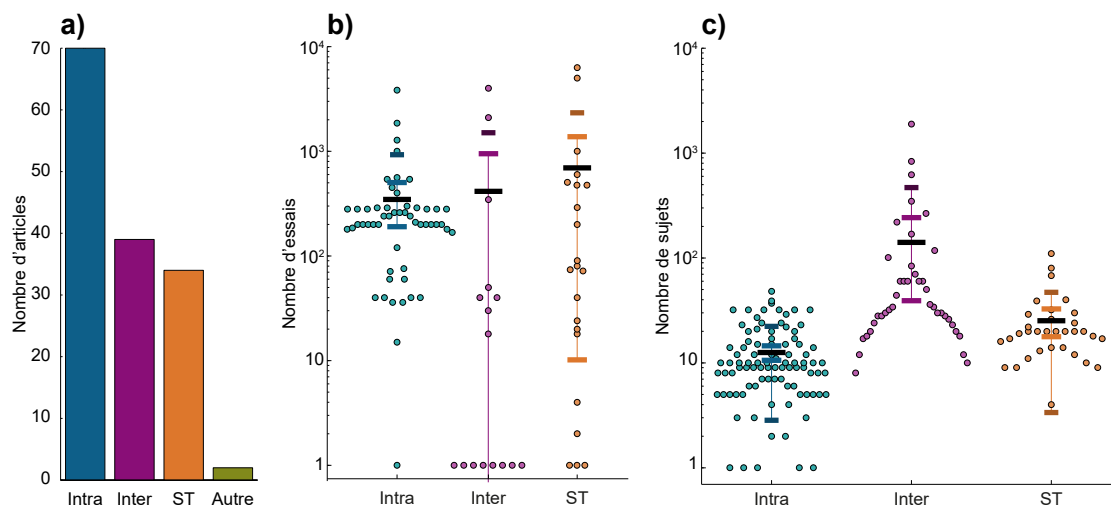 a)
Nombre d'articles
70
60
50
40
30
20
10
0
Intra Inter ST Autre
b)
Nombre d'essais
10⁴
10³
10²
10
1
Intra Inter ST
c)
Nombre de sujets
10⁴
10³
10²
10
1
Intra Inter ST